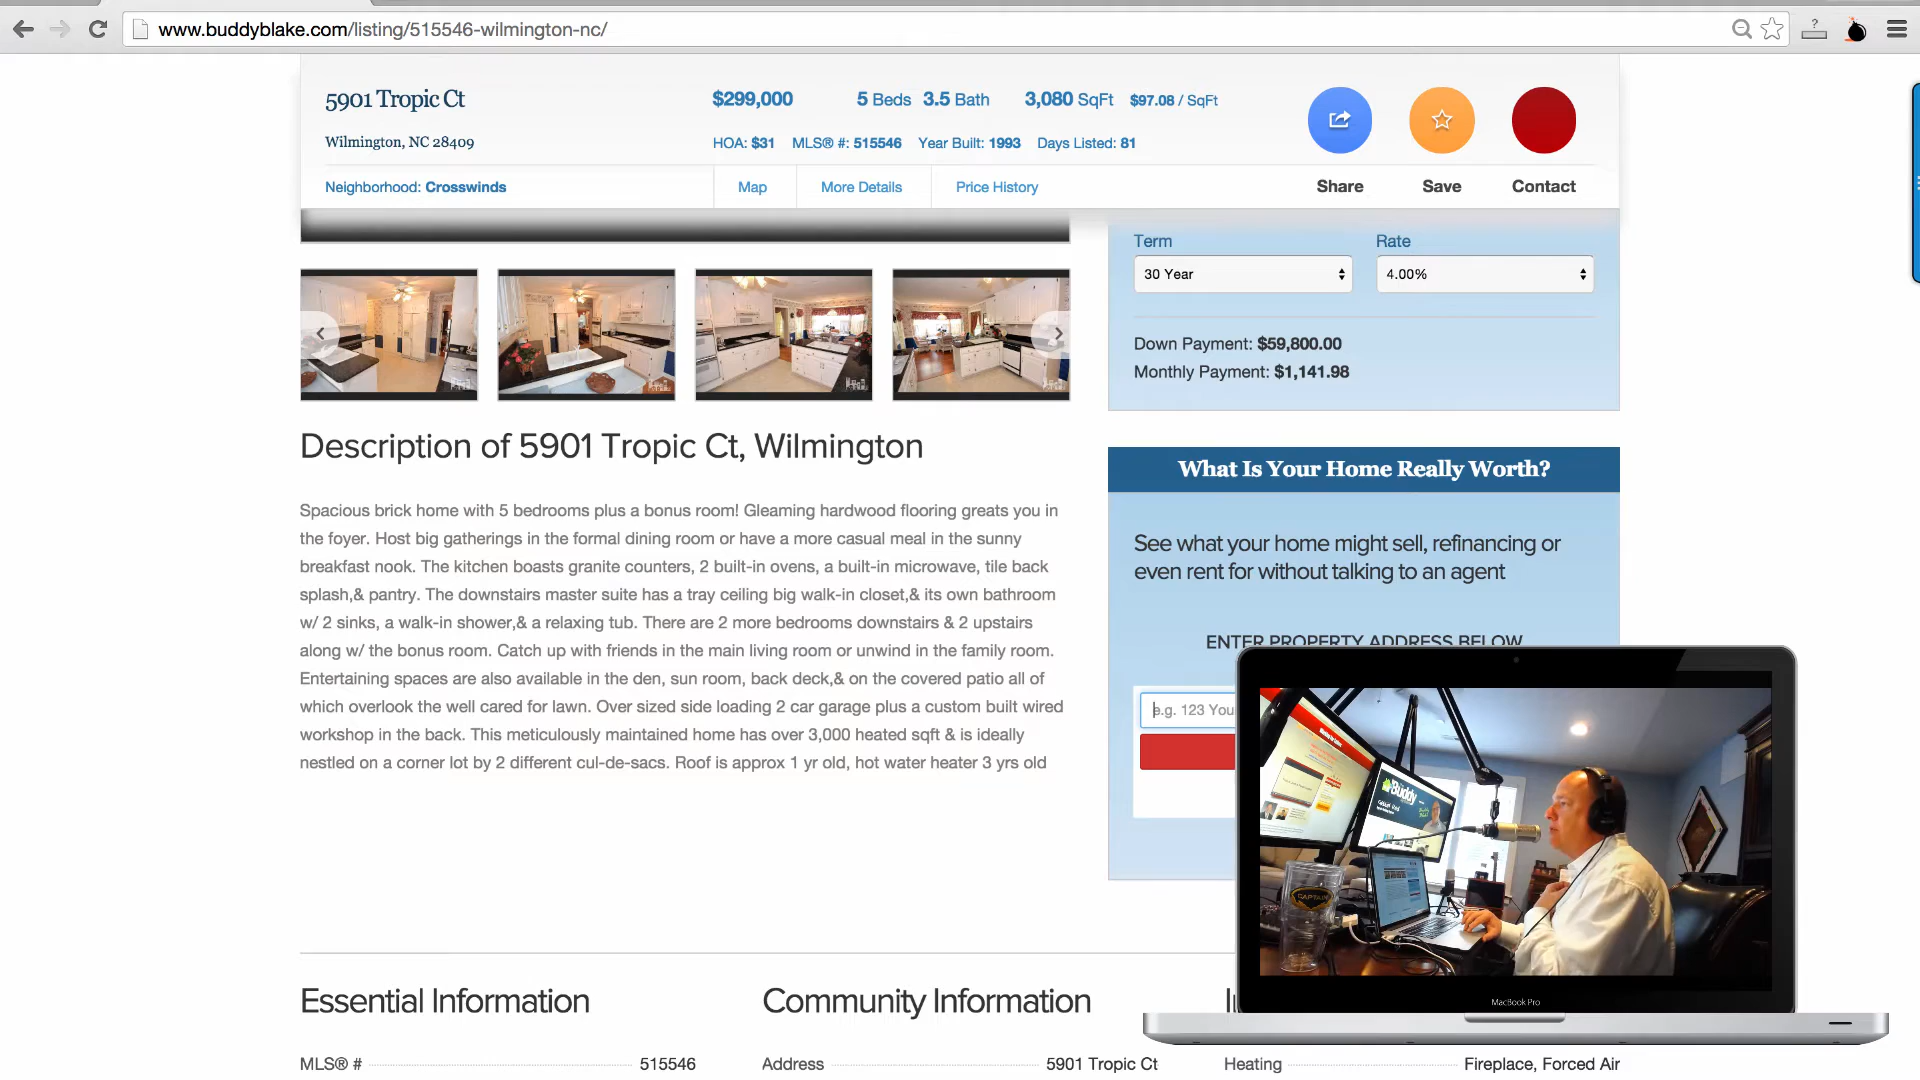 www.buddyblake.com/listing/515546-wilmington-nc/
5901 Tropic Ct
$299,000 5 Beds 3.5 Bath 3,080 SqFt $97.08 / SqFt
Wilmington, NC 28409
HOA: $31 MLS® #: 515546 Year Built: 1993 Days Listed: 81
Neighborhood: Crosswinds
Map More Details Price History
Share Save Contact
Term Rate
30 Year 4.00%
Down Payment: $59,800.00
Monthly Payment: $1,141.98
Description of 5901 Tropic Ct, Wilmington
Spacious brick home with 5 bedrooms plus a bonus room! Gleaming hardwood flooring greats you in
the foyer. Host big gatherings in the formal dining room or have a more casual meal in the sunny
breakfast nook. The kitchen boasts granite counters, 2 built-in ovens, a built-in microwave, tile back
splash,& pantry. The downstairs master suite has a tray ceiling big walk-in closet,& its own bathroom
w/ 2 sinks, a walk-in shower,& a relaxing tub. There are 2 more bedrooms downstairs & 2 upstairs
along w/ the bonus room. Catch up with friends in the main living room or unwind in the family room.
Entertaining spaces are also available in the den, sun room, back deck,& on the covered patio all of
which overlook the well cared for lawn. Over sized side loading 2 car garage plus a custom built wired
workshop in the back. This meticulously maintained home has over 3,000 heated sqft & is ideally
nestled on a corner lot by 2 different cul-de-sacs. Roof is approx 1 yr old, hot water heater 3 yrs old
What Is Your Home Really Worth?
See what your home might sell, refinancing or
even rent for without talking to an agent
ENTER PROPERTY ADDRESS BELOW
e.g. 123 You
Buddy
CAPTAIN
MacBook Pro
Essential Information
Community Information
MLS® # 515546
Address 5901 Tropic Ct
Heating Fireplace, Forced Air